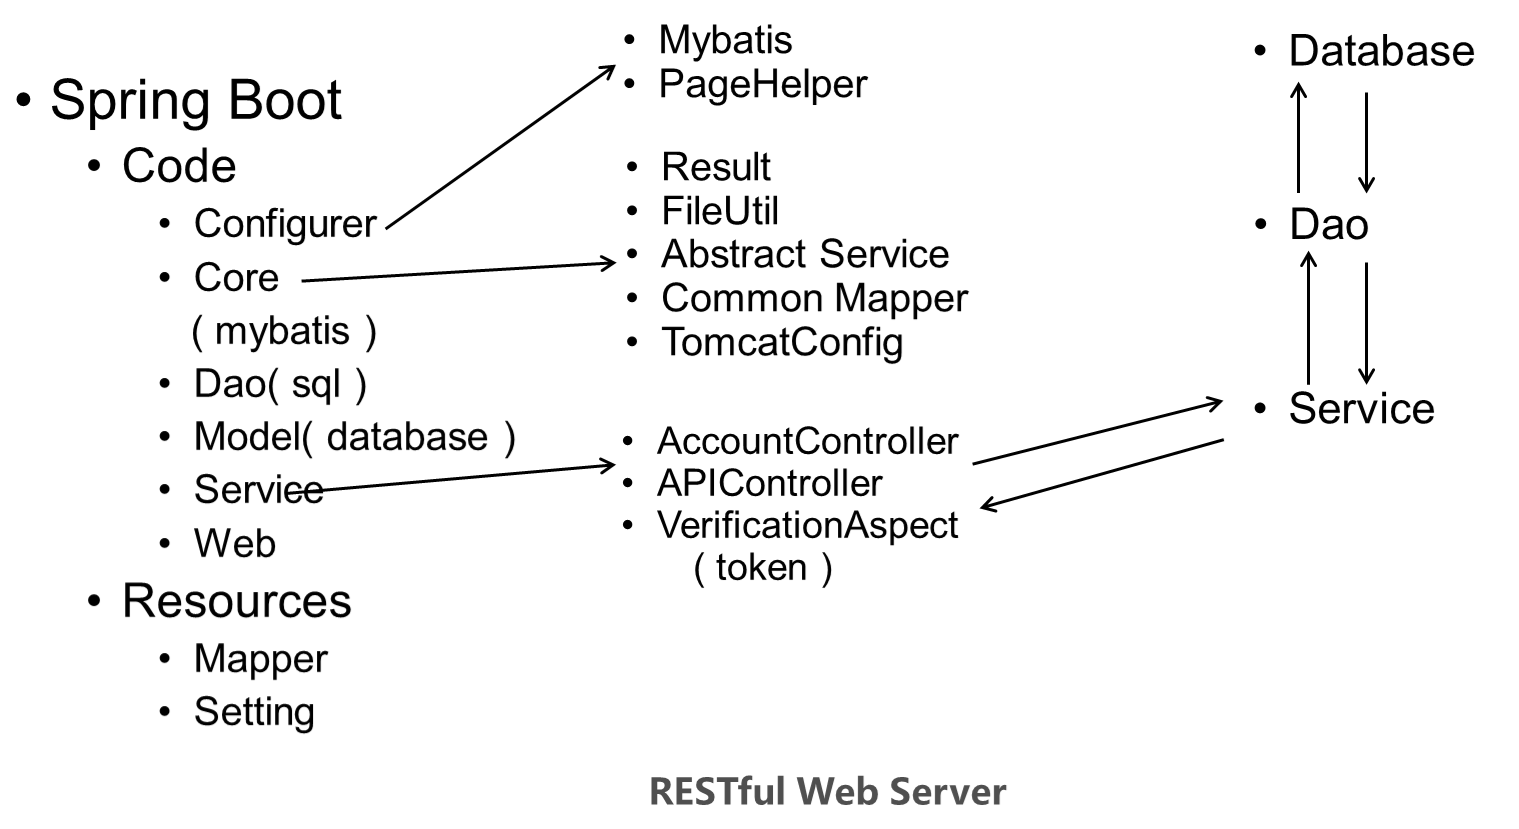 Spring Boot
Code
Configurer
Core
( mybatis )
Dao( sql )
Model( database )
Service
Web
Resources
Mapper
Setting
Mybatis
PageHelper
Result
FileUtil
Abstract Service
Common Mapper
TomcatConfig
AccountController
APIController
VerificationAspect
( token )
Database
Dao
Service
RESTful Web Server